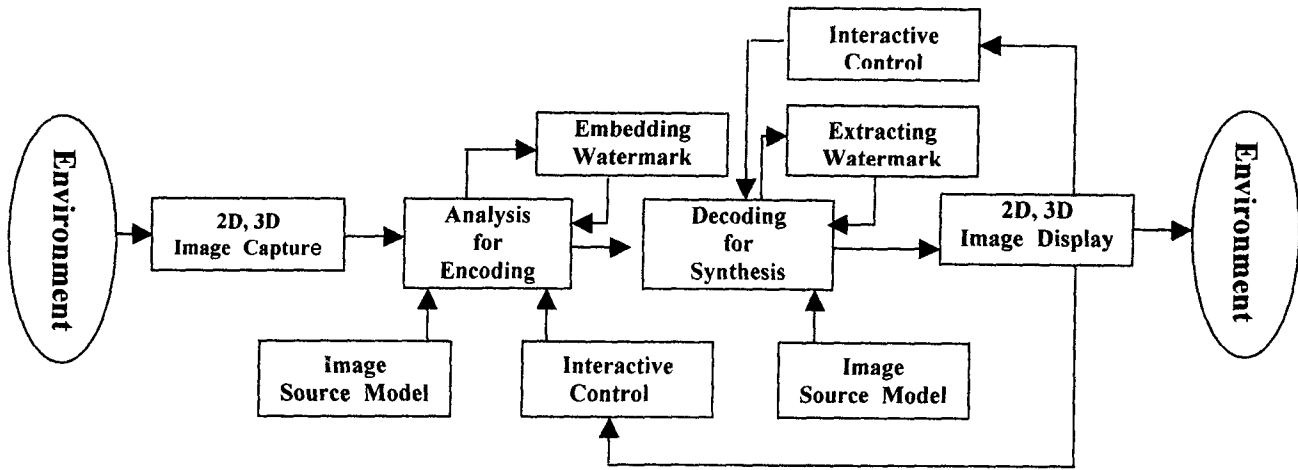 Environment
2D, 3D
Image Capture
Analysis
for
Encoding
Embedding
Watermark
Image
Source Model
Interactive
Control
Decoding
for
Synthesis
Interactive
Control
Extracting
Watermark
Image
Source Model
2D, 3D
Image Display
Environment